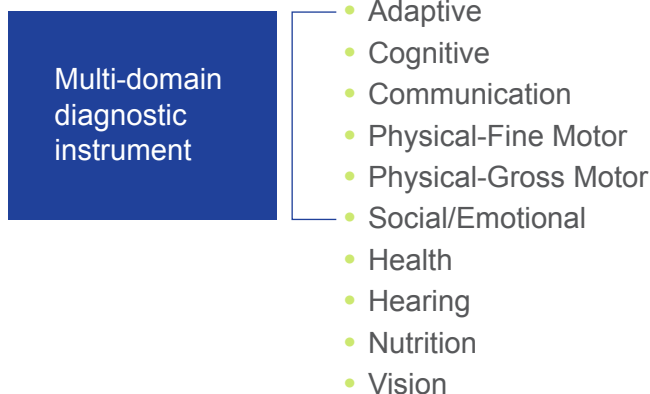 Multi-domain
diagnostic
instrument
• Adaptive
• Cognitive
• Communication
• Physical-Fine Motor
• Physical-Gross Motor
• Social/Emotional
• Health
• Hearing
• Nutrition
• Vision